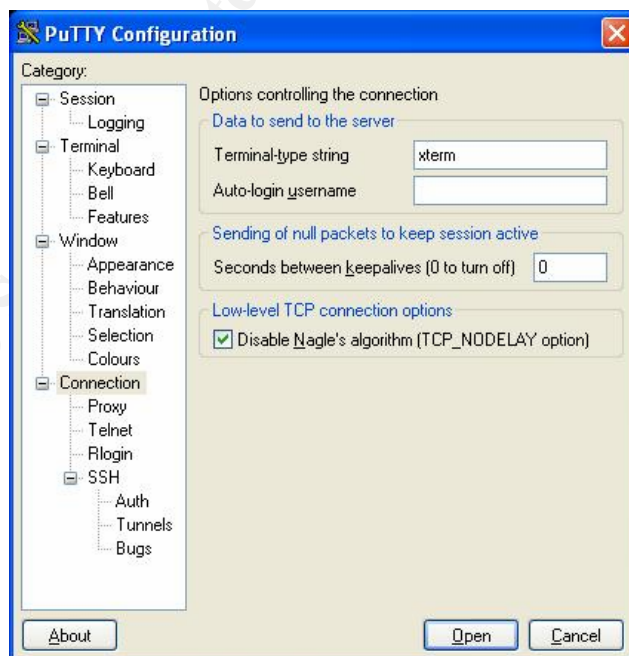 PuTTY Configuration
Category:
Session
Logging
Terminal
Keyboard
Bell
Features
Window
Appearance
Behaviour
Translation
Selection
Colours
Connection
Proxy
Telnet
Rlogin
SSH
Auth
Tunnels
Bugs
Options controlling the connection
Data to send to the server
Terminal-type string xterm
Auto-login username
Sending of null packets to keep session active
Seconds between keepalives (0 to turn off) 0
Low-level TCP connection options
Disable Nagle's algorithm (TCP_NODELAY option)
About Open Cancel